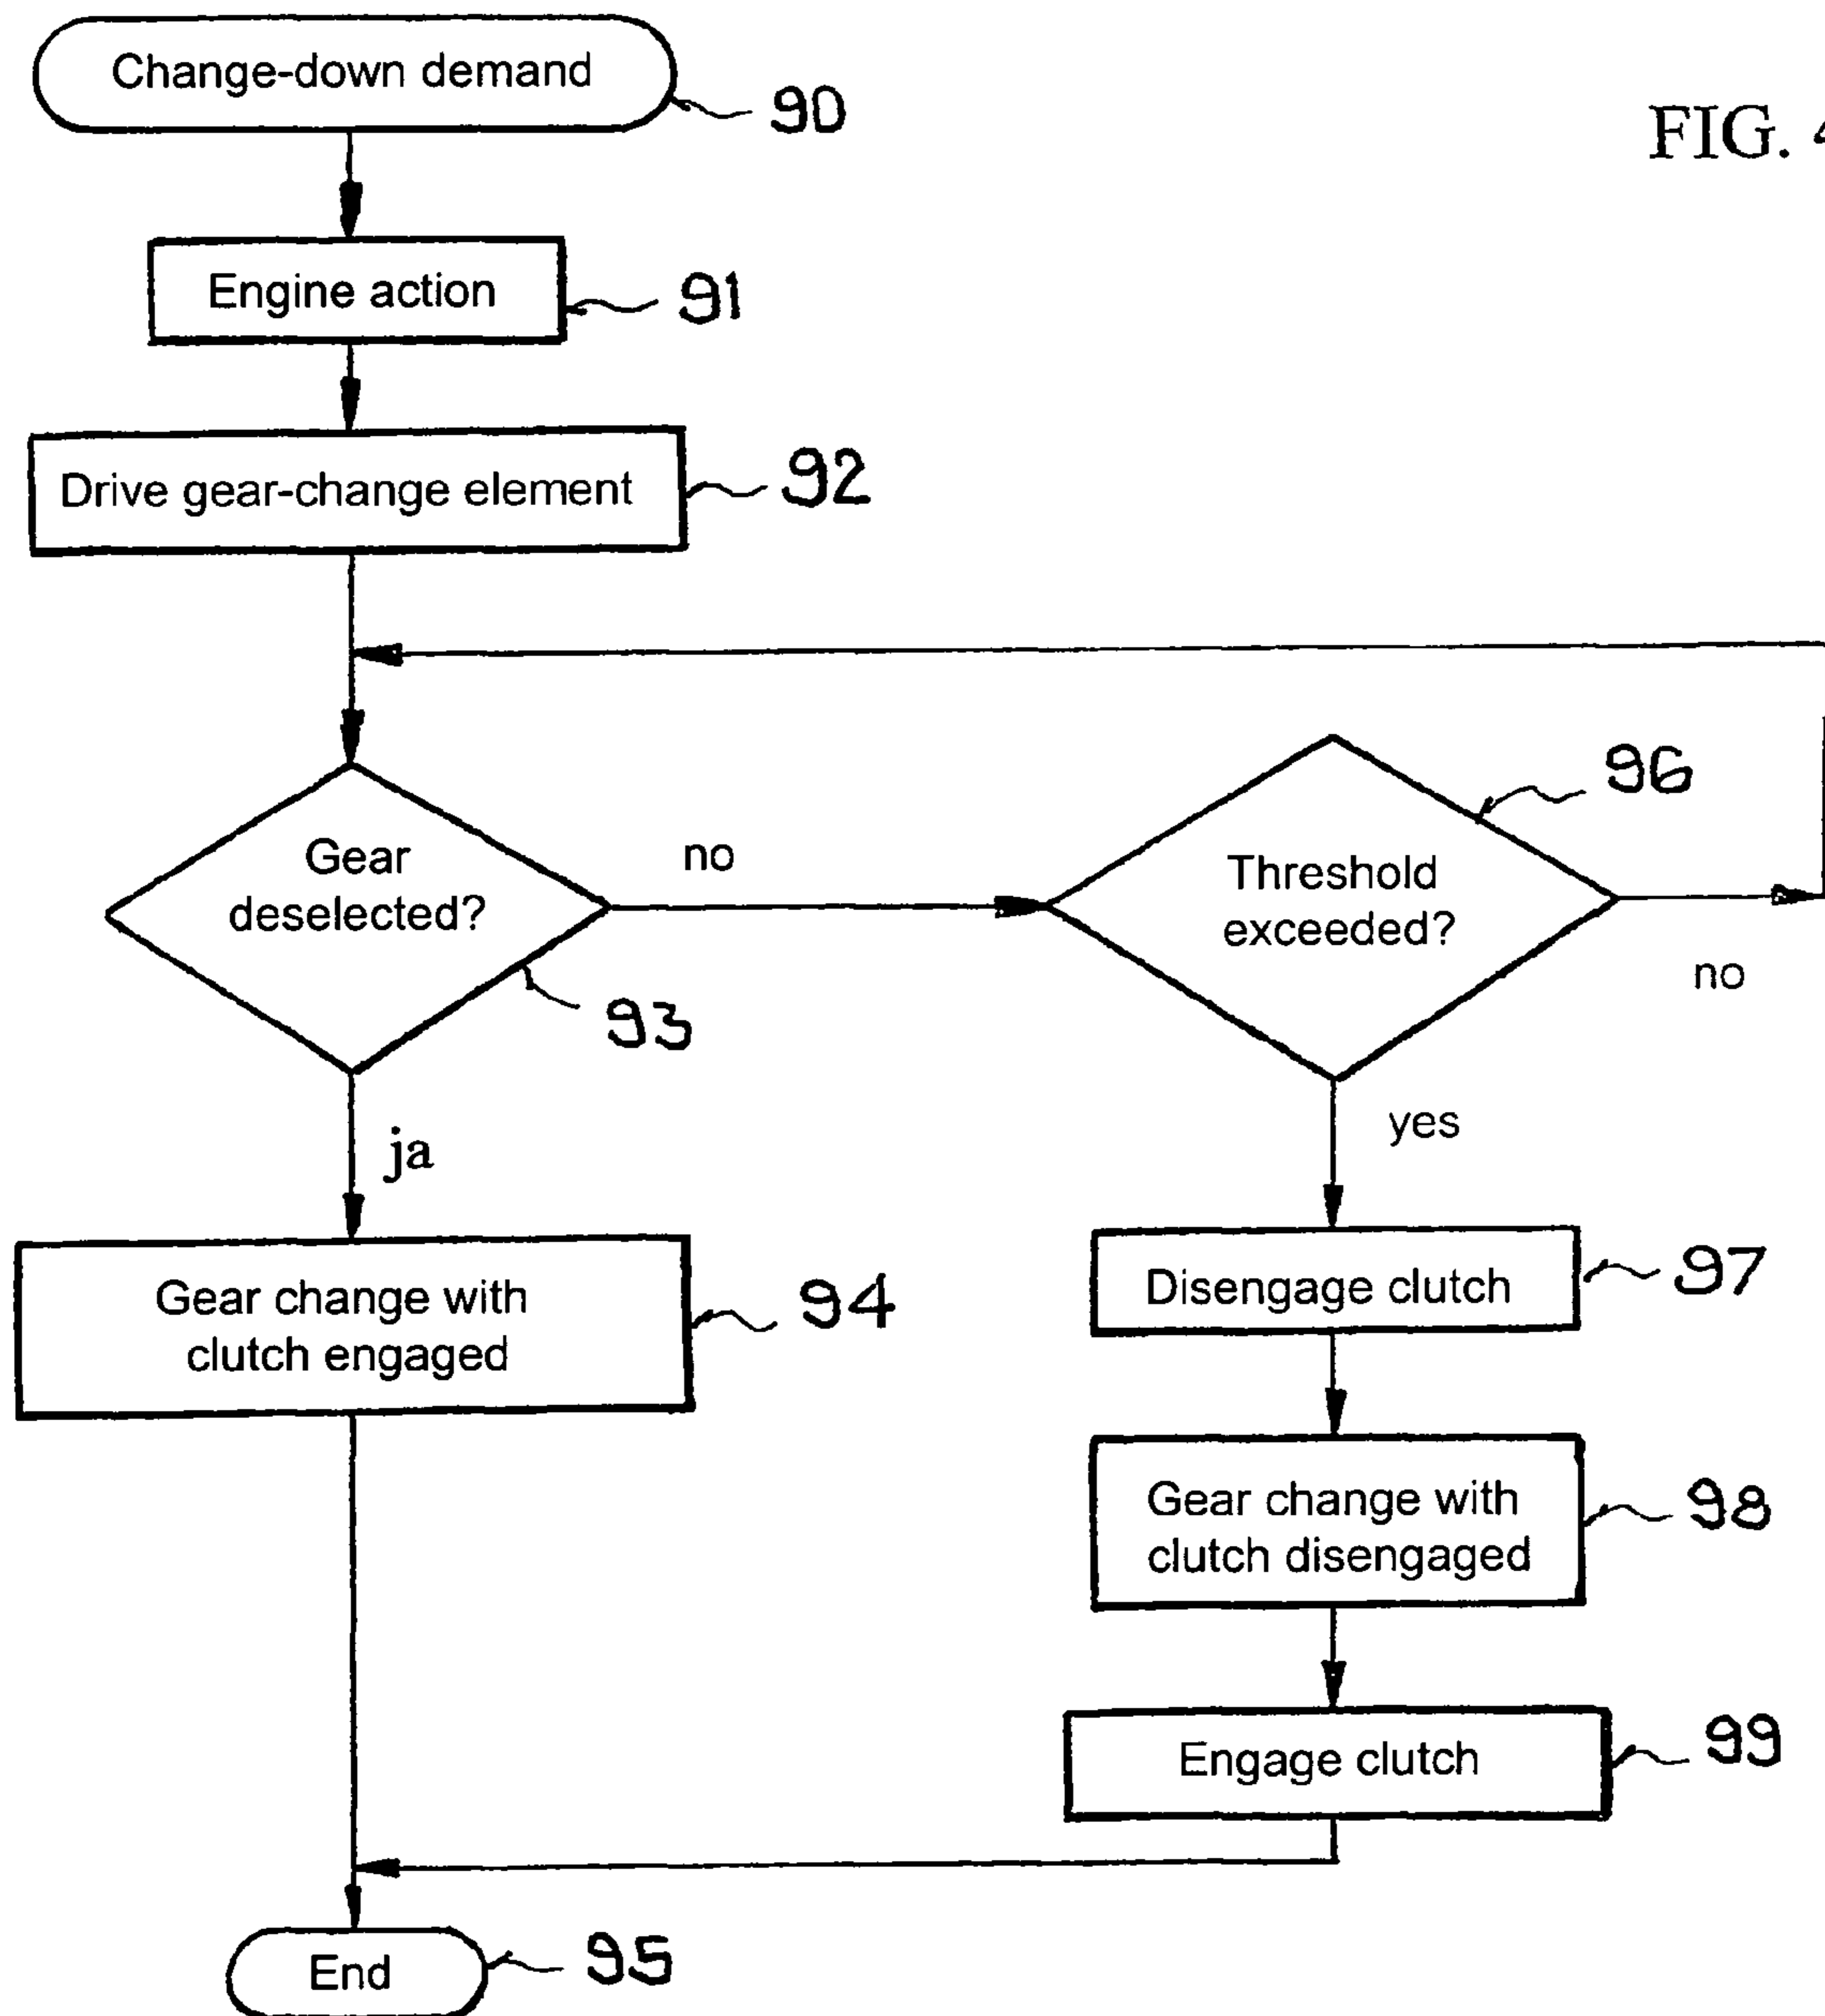 Change-down demand
90
FIG. 4
Engine action
91
Drive gear-change element
92
Gear
deselected?
93
no
Threshold
exceeded?
96
no
ja
yes
Gear change with
clutch engaged
94
Disengage clutch
97
Gear change with
clutch disengaged
98
Engage clutch
99
End
95